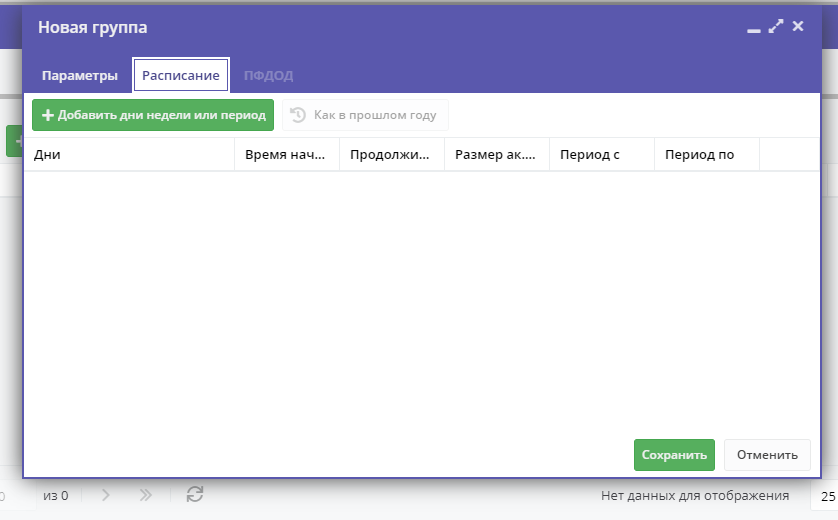 Новая группа
Параметры Расписание ПФДОД
Добавить дни недели или период Как в прошлом году
Дни Время нач... Продолжи... Размер ак.... Период с Период по
Сохранить Отменить
0 из 0 Нет данных для отображения 25